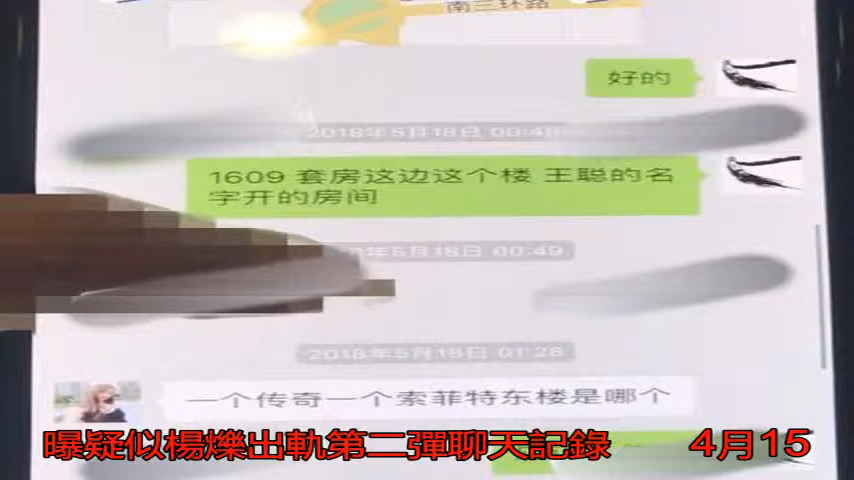 南三环路
好的
2018年5月18日 00:48
1609 套房这边这个楼 王聪的名
字开的房间
5月18日 00:49
2018年5月19日 01:28
一个传奇一个索菲特东楼是哪个
曝疑似楊爍出軌第二彈聊天記錄 4月15